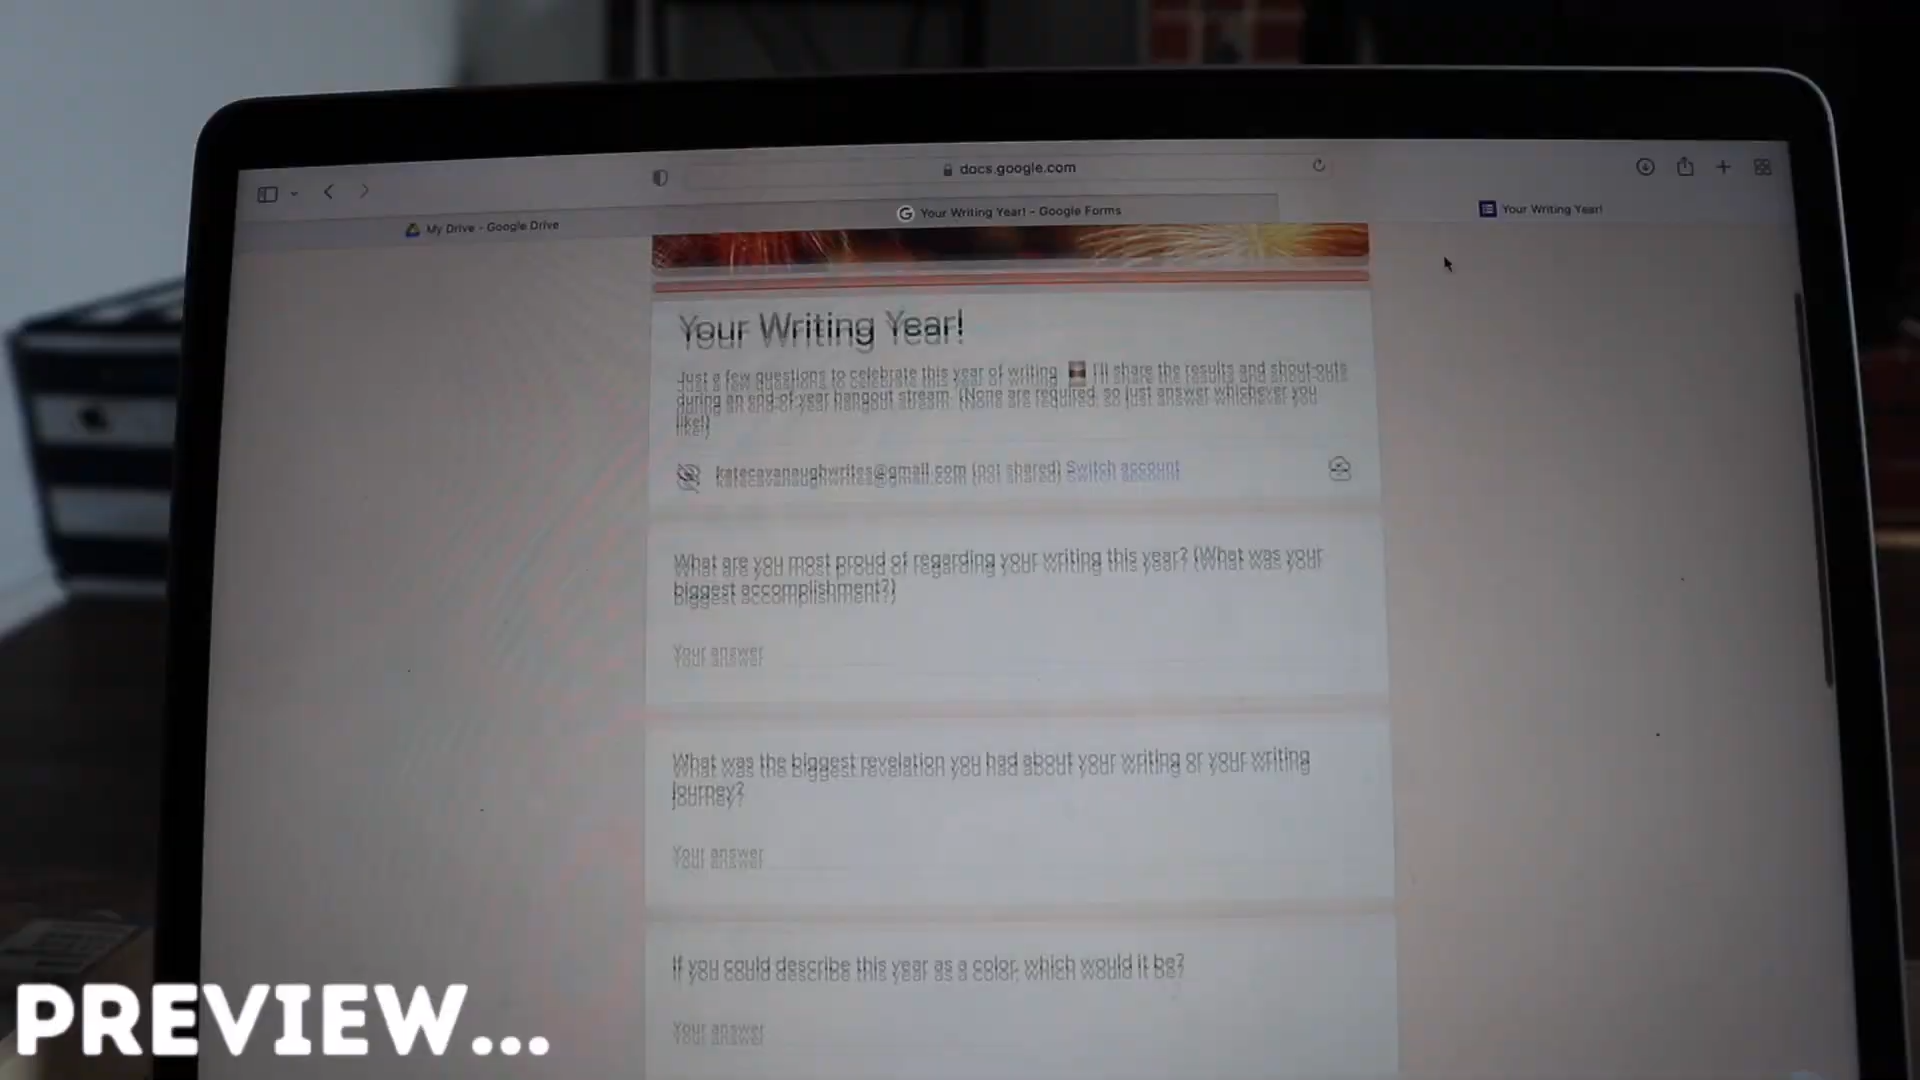 docs.google.com
My Drive - Google Drive
Your Writing Year! - Google Forms
Your Writing Year!
Your Writing Year!
Just a few questions to celebrate this year of writing I'll share the results and shout-outs
during an end-of-year hangout stream. (None are required, so just answer whichever you
like!)
katecavanaughwrites@gmail.com (not shared) Switch account
What are you most proud of regarding your writing this year? (What was your
biggest accomplishment?)
Your answer
What was the biggest revelation you had about your writing or your writing
journey?
Your answer
If you could describe this year as a color, which would it be?
Your answer
PREVIEW...